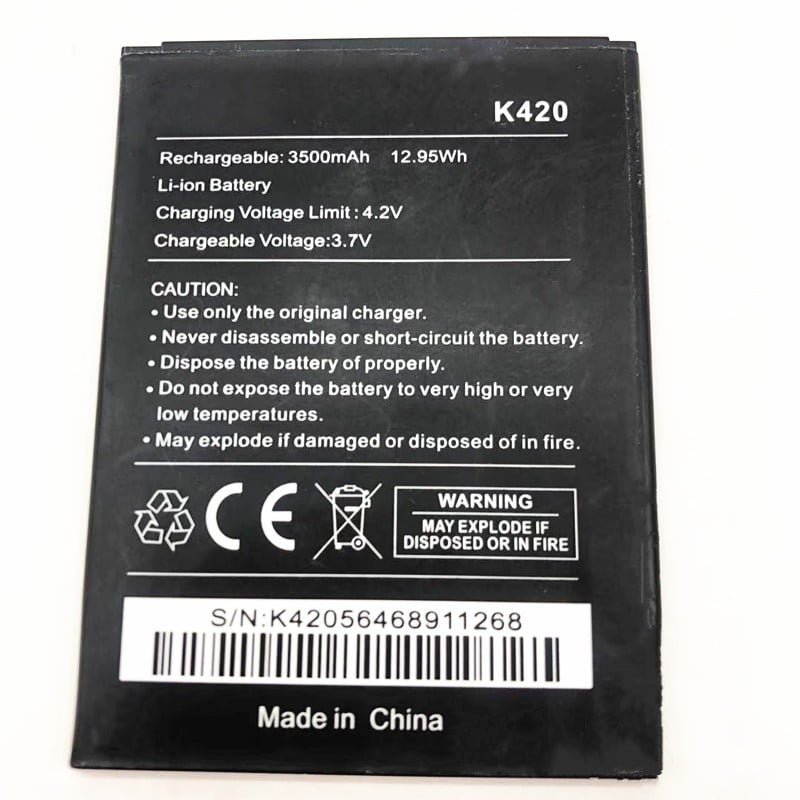 K420
Rechargeable: 3500mAh 12.95Wh
Li-ion Battery
Charging Voltage Limit : 4.2V
Chargeable Voltage:3.7V
CAUTION:
• Use only the original charger.
• Never disassemble or short-circuit the battery.
• Dispose the battery of properly.
• Do not expose the battery to very high or very
low temperatures.
• May explode if damaged or disposed of in fire.
CE
WARNING
MAY EXPLODE IF
DISPOSED OR IN FIRE
S/N:K42056468911268
Made in China